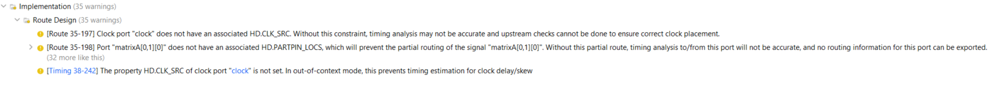 Implementation (35 warnings)
Route Design (35 warnings)
[Route 35-197] Clock port "clock" does not have an associated HD.CLK_SRC. Without this constraint, timing analysis may not be accurate and upstream checks cannot be done to ensure correct clock placement.
[Route 35-198] Port "matrixA[0,1][0]" does not have an associated HD.PARTPIN_LOCS, which will prevent the partial routing of the signal "matrixA[0,1][0]". Without this partial route, timing analysis to/from this port will not be accurate, and no routing information for this port can be exported.
(32 more like this)
[Timing 38-242] The property HD.CLK_SRC of clock port "clock" is not set. In out-of-context mode, this prevents timing estimation for clock delay/skew